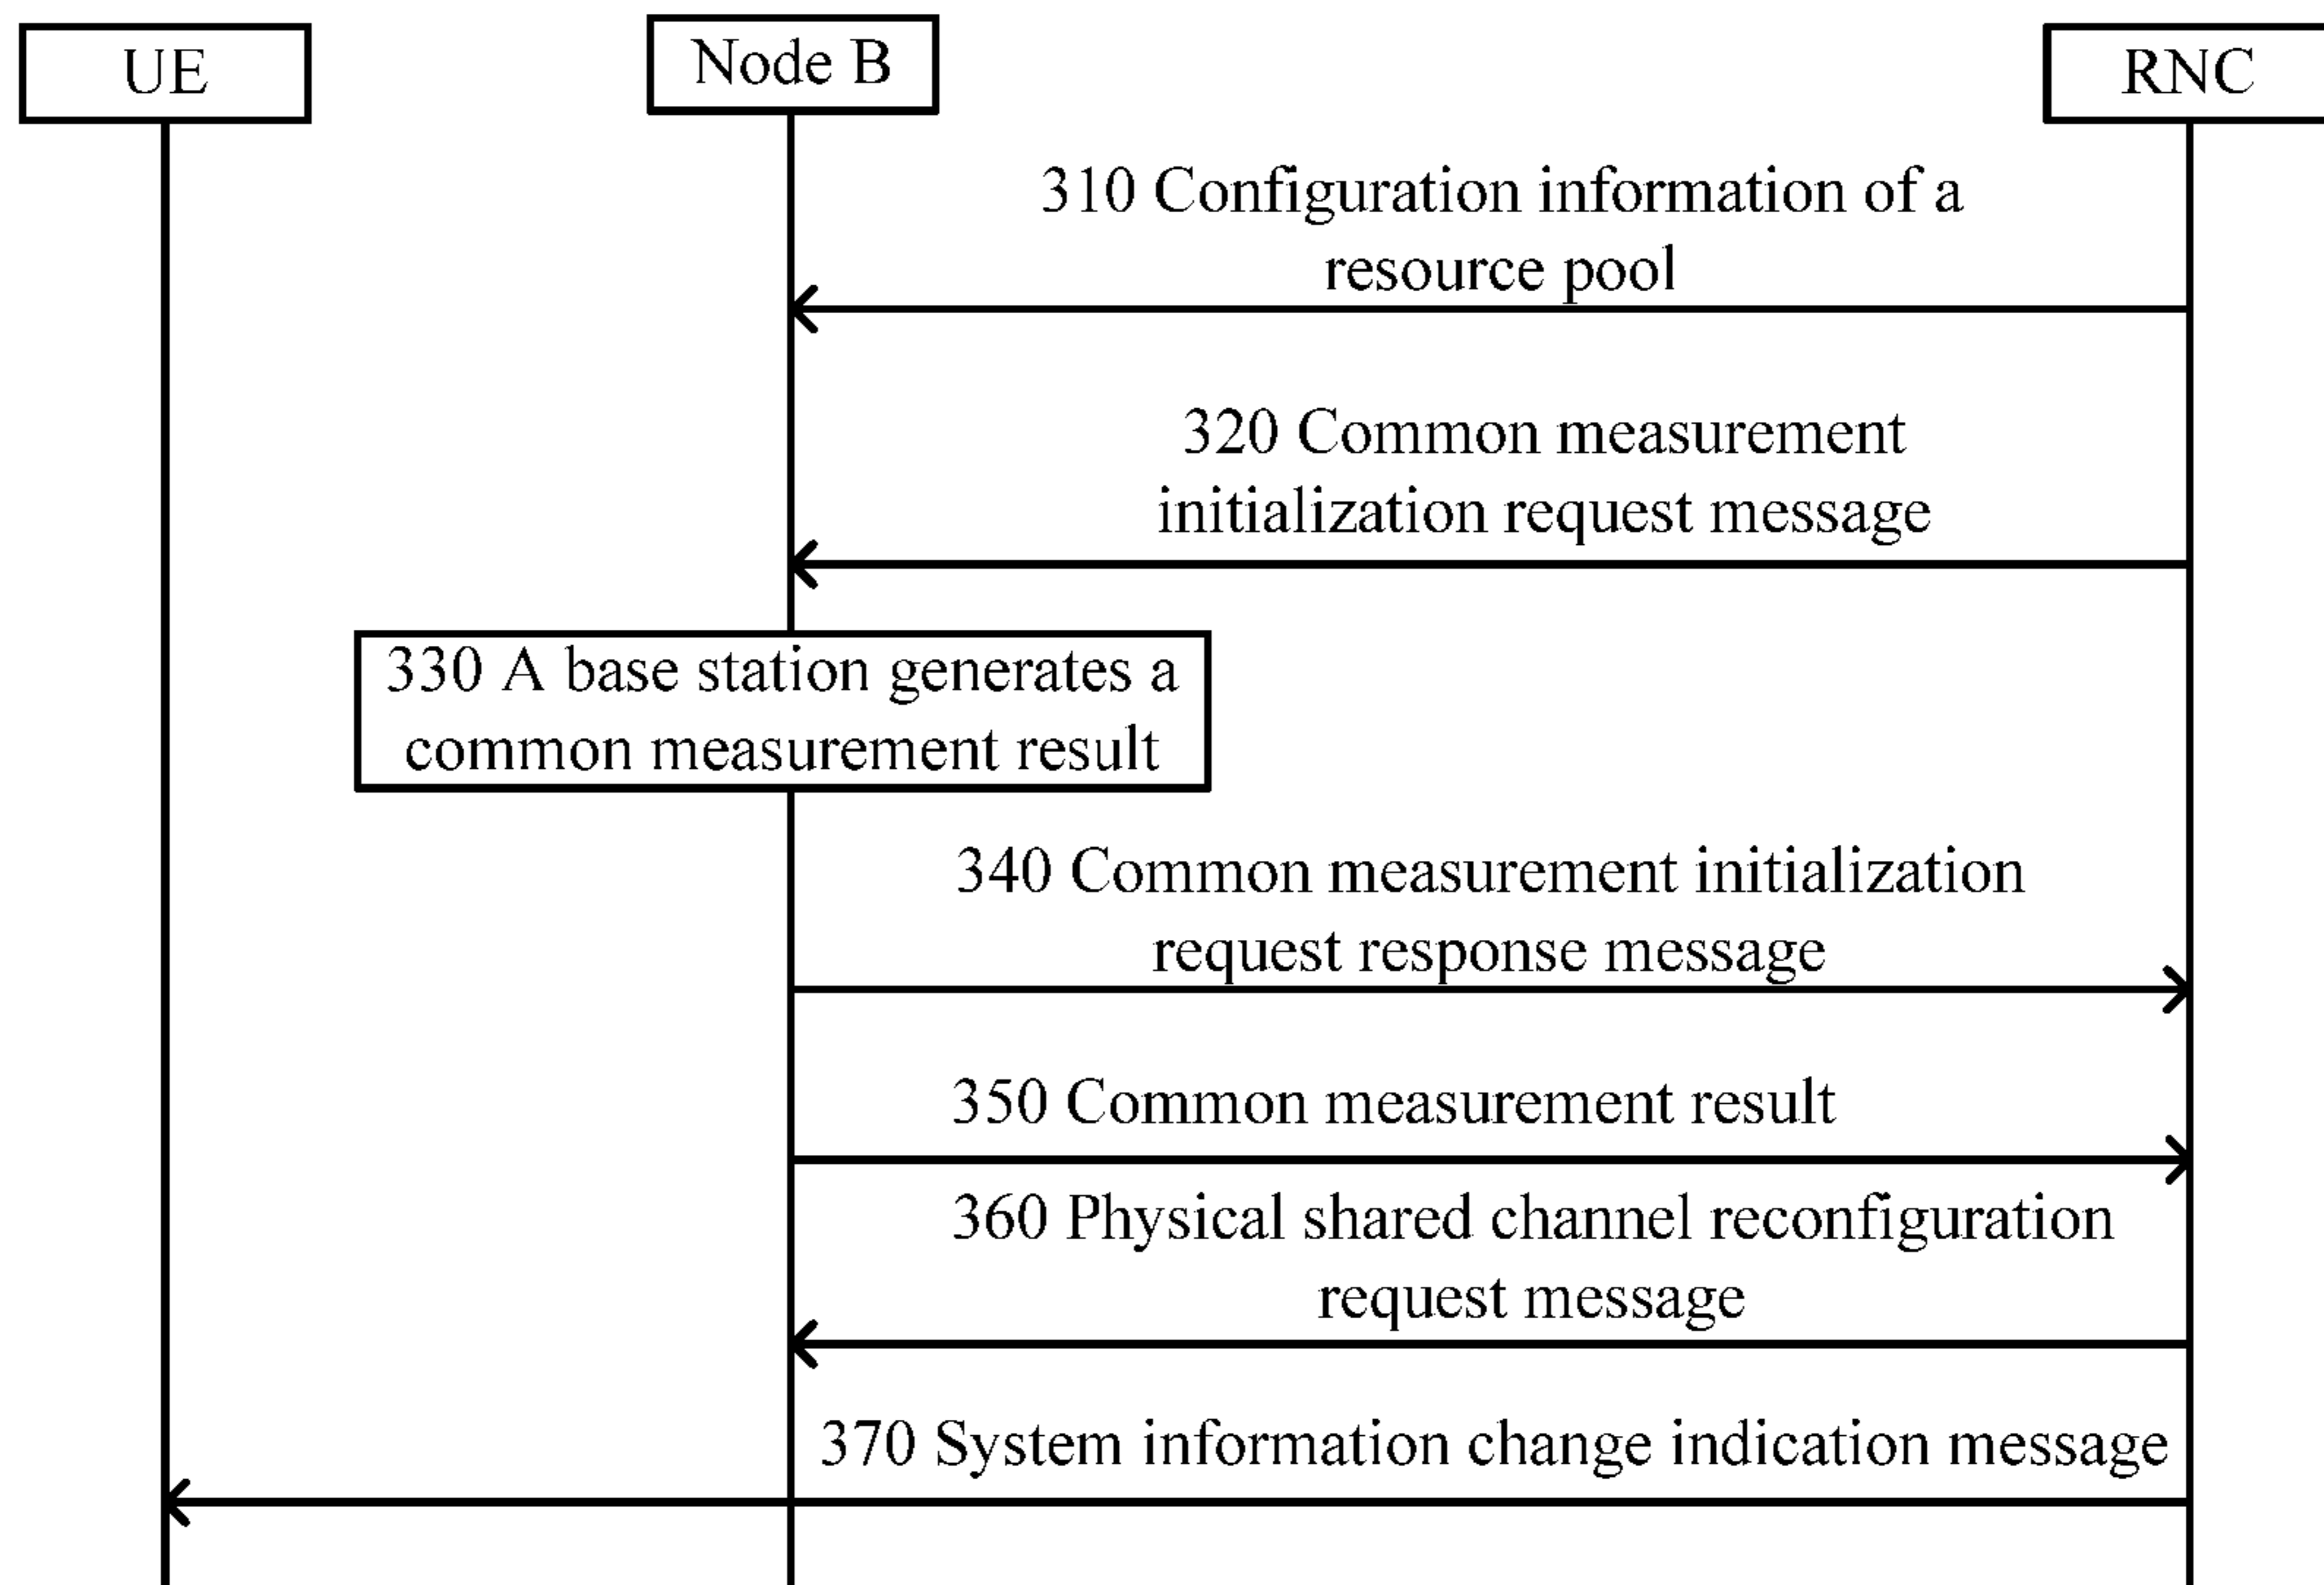 UE
Node B
RNC
310 Configuration information of a
resource pool
320 Common measurement
initialization request message
330 A base station generates a
common measurement result
340 Common measurement initialization
request response message
350 Common measurement result
360 Physical shared channel reconfiguration
request message
370 System information change indication message